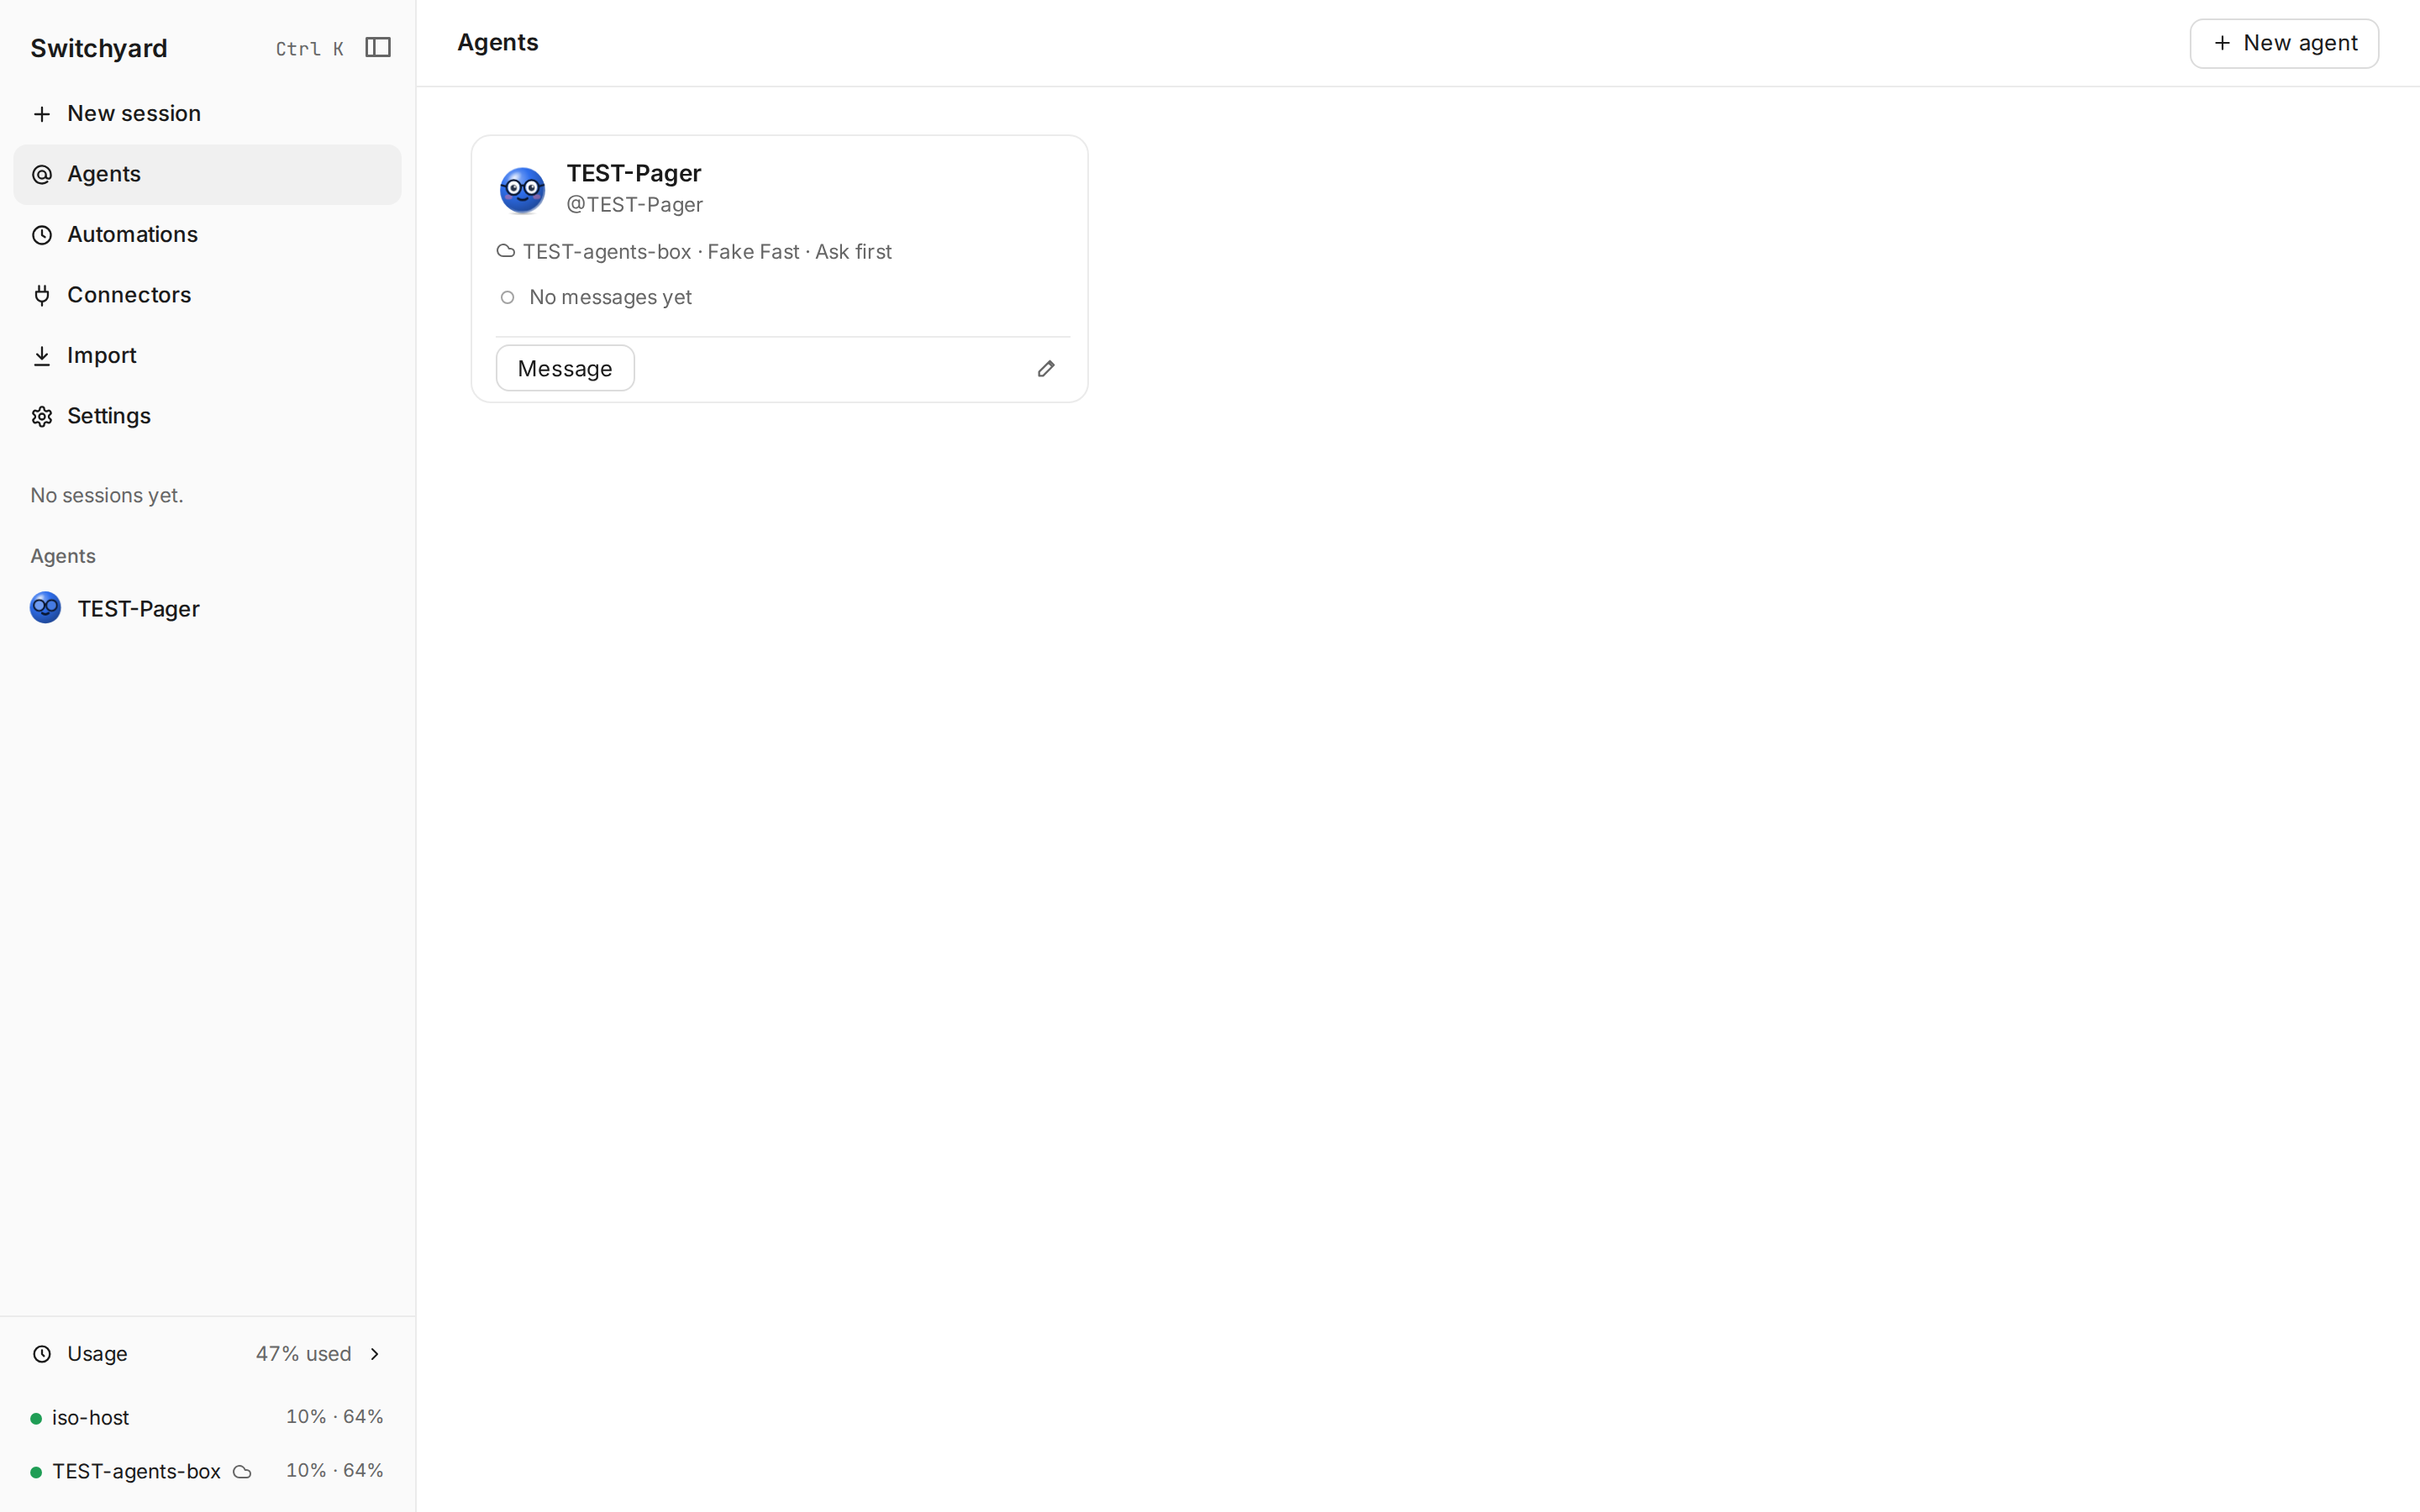 Switchyard
Ctrl K
New session
Agents
Automations
Connectors
Import
Settings
No sessions yet.
Agents
TEST-Pager
Usage
47% used
iso-host
10% · 64%
TEST-agents-box
10% · 64%
Agents
New agent
TEST-Pager
@TEST-Pager
TEST-agents-box · Fake Fast · Ask first
No messages yet
Message